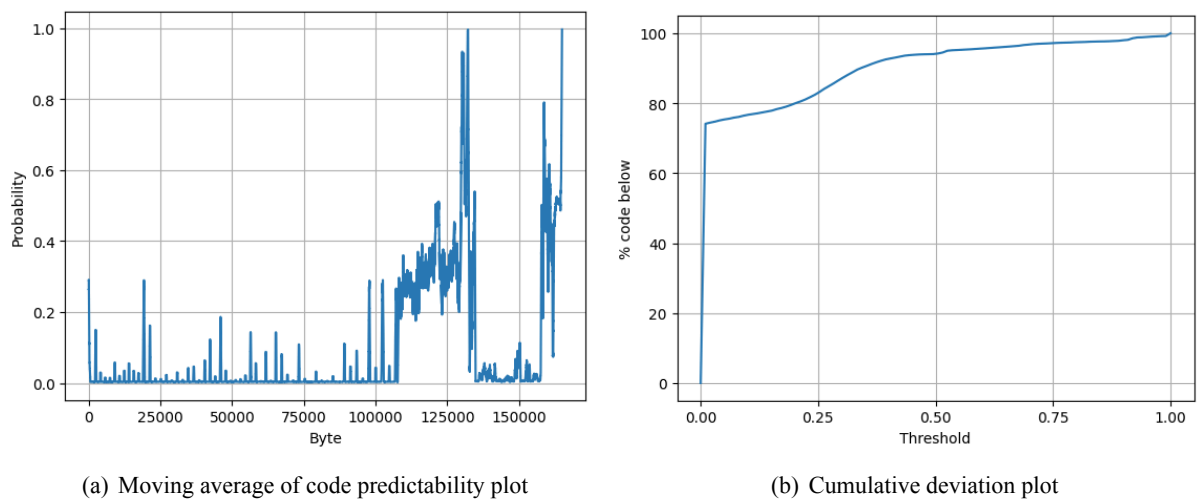 1.0
0.8
0.6
0.4
0.2
0.0
Probability
0 25000 50000 75000 100000 125000 150000
Byte
(a) Moving average of code predictability plot
100
80
60
40
20
0
% code below
0.00 0.25 0.50 0.75 1.00
Threshold
(b) Cumulative deviation plot